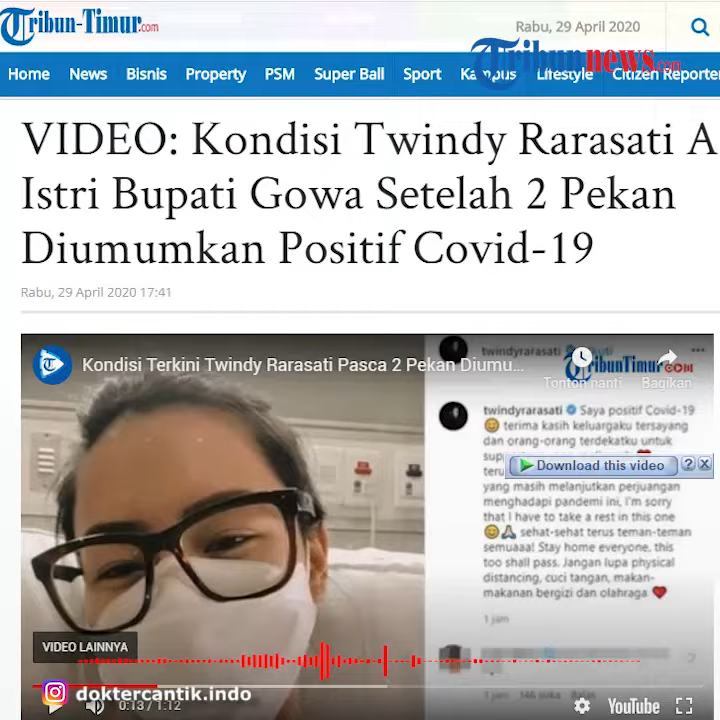 Tribun-Timur.com
Rabu, 29 April 2020
Tribunnews.com
Home News Bisnis Property PSM Super Ball Sport Kampus Lifestyle Citizen Reporter
VIDEO: Kondisi Twindy Rarasati A
Istri Bupati Gowa Setelah 2 Pekan
Diumumkan Positif Covid-19
Rabu, 29 April 2020 17:41
Kondisi Terkini Twindy Rarasati Pasca 2 Pekan Diumu...
twindyrarasati
TribunTimur.com
Tonton nanti Bagikan
twindyrarasati Saya positif Covid-19
😊 terima kasih keluargaku tersayang
dan orang-orang terdekatku untuk
Download this video ? X
yang masih melanjutkan perjuangan
menghadapi pandemi ini, I'm sorry
that I have to take a rest in this one
😊🙏 sehat-sehat terus teman-teman
semuaaa! Stay home everyone, this
too shall pass. Jangan lupa physical
distancing, cuci tangan, makan-
makanan bergizi dan olahraga ❤
1 jam
VIDEO LAINNYA
doktercantik.indo
0:13 / 1:12
1 jam 146 suka Balas
YouTube